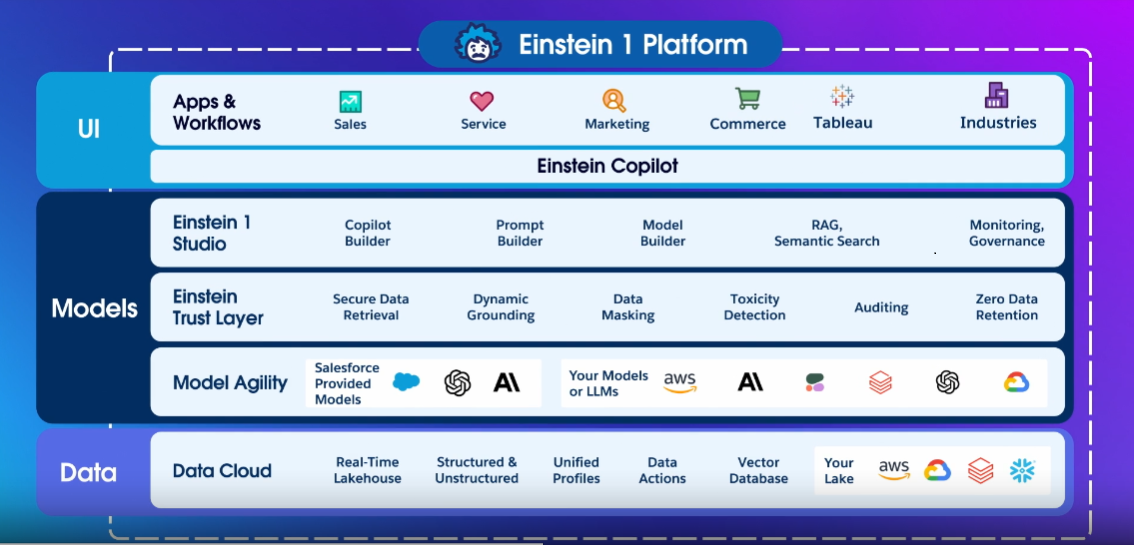 Einstein 1 Platform
UI
Apps &
Workflows
Sales
Service
Marketing
Commerce
Tableau
Industries
Einstein Copilot
Models
Einstein 1
Studio
Copilot
Builder
Prompt
Builder
Model
Builder
RAG,
Semantic Search
Monitoring,
Governance
Einstein
Trust Layer
Secure Data
Retrieval
Dynamic
Grounding
Data
Masking
Toxicity
Detection
Auditing
Zero Data
Retention
Model Agility
Salesforce
Provided
Models
AI
Your Models
or LLMs
aws
AI
Data
Data Cloud
Real-Time
Lakehouse
Structured &
Unstructured
Unified
Profiles
Data
Actions
Vector
Database
Your
Lake
aws